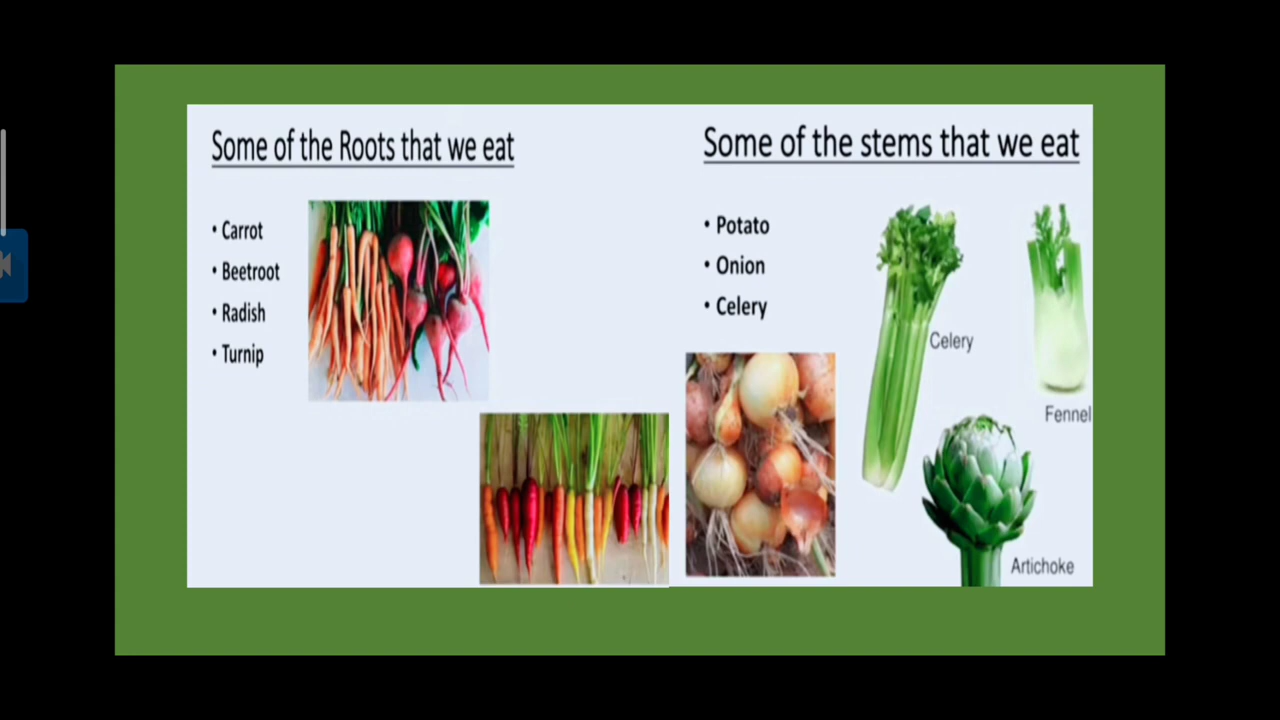 Some of the Roots that we eat
• Carrot
• Beetroot
• Radish
• Turnip
Some of the stems that we eat
• Potato
• Onion
• Celery
Celery
Fennel
Artichoke